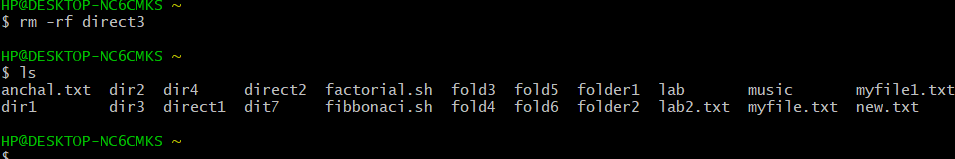 HP@DESKTOP-NC6CMKS ~
$ rm -rf direct3
HP@DESKTOP-NC6CMKS ~
$ ls
anchal.txt  dir2  dir4     direct2  factorial.sh  fold3  fold5  folder1  lab       music       myfile1.txt
dir1        dir3  direct1  dit7     fibbonaci.sh  fold4  fold6  folder2  lab2.txt  myfile.txt  new.txt
HP@DESKTOP-NC6CMKS ~
$